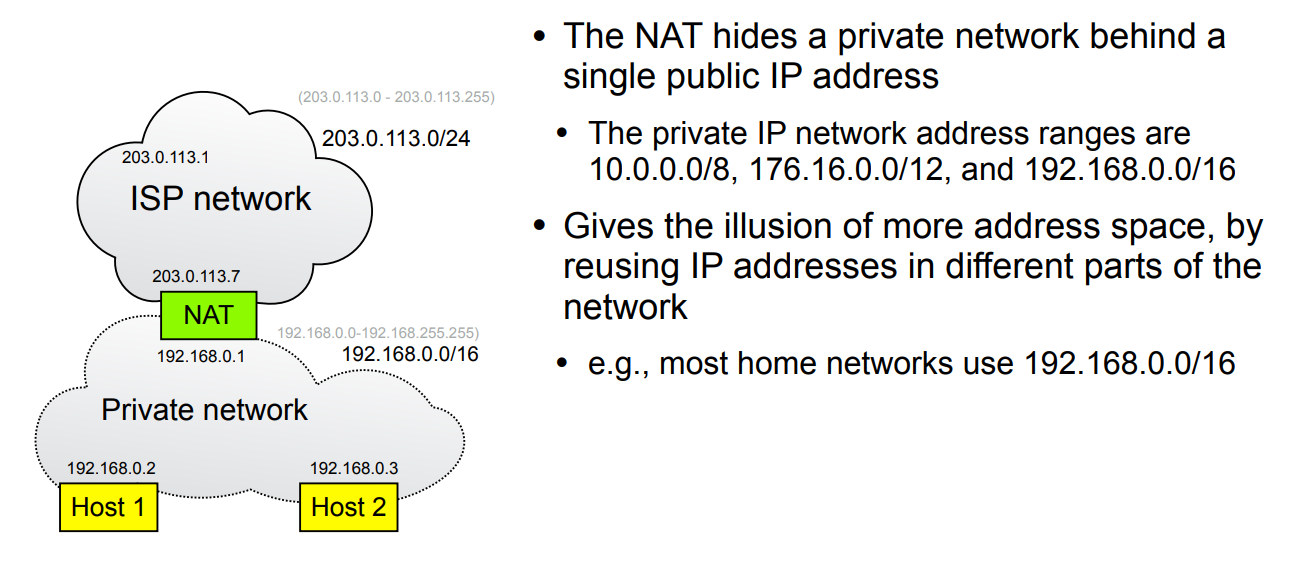 (203.0.113.0 - 203.0.113.255)
203.0.113.0/24
203.0.113.1
ISP network
203.0.113.7
NAT
192.168.0.0-192.168.255.255)
192.168.0.0/16
192.168.0.1
Private network
192.168.0.2
192.168.0.3
Host 1
Host 2
• The NAT hides a private network behind a
single public IP address
• The private IP network address ranges are
10.0.0.0/8, 176.16.0.0/12, and 192.168.0.0/16
• Gives the illusion of more address space, by
reusing IP addresses in different parts of the
network
• e.g., most home networks use 192.168.0.0/16